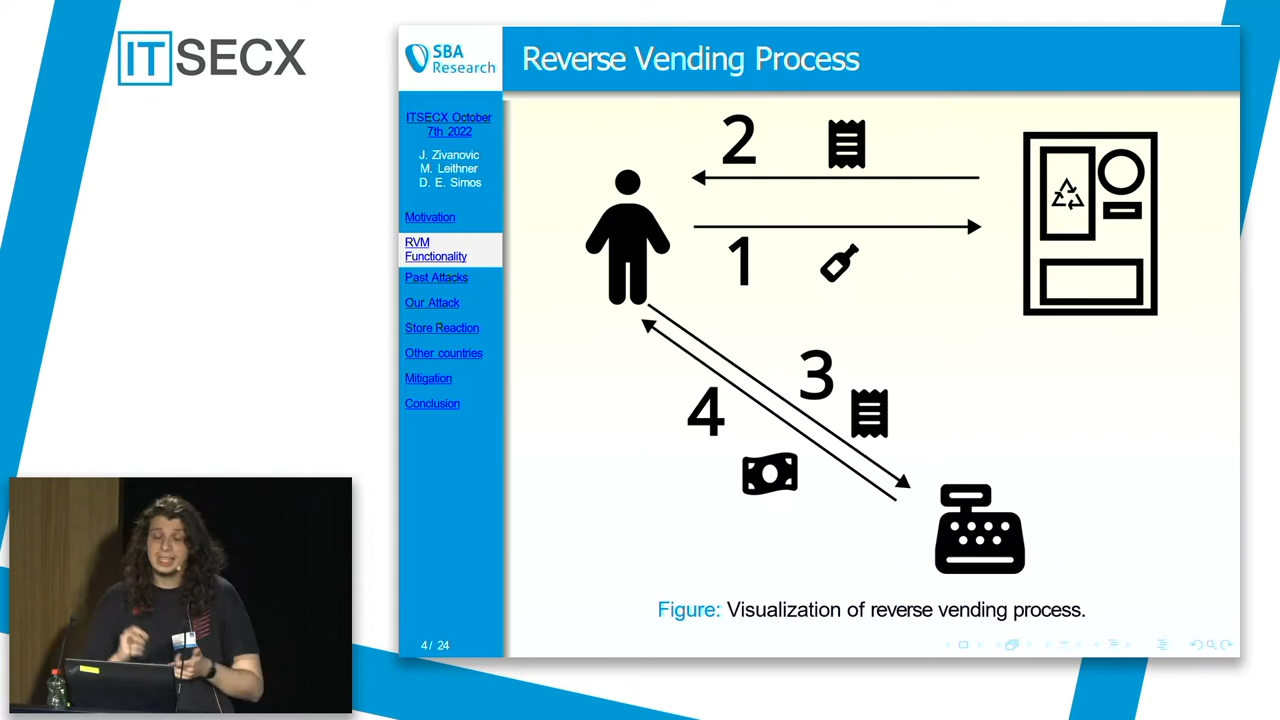 ITSECX
SBA
Research
Reverse Vending Process
ITSECX October
7th 2022
J. Zivanovic
M. Leithner
D. E. Simos
Motivation
RVM
Functionality
Past Attacks
Our Attack
Store Reaction
Other countries
Mitigation
Conclusion
2
1
3
4
Figure: Visualization of reverse vending process.
4/ 24